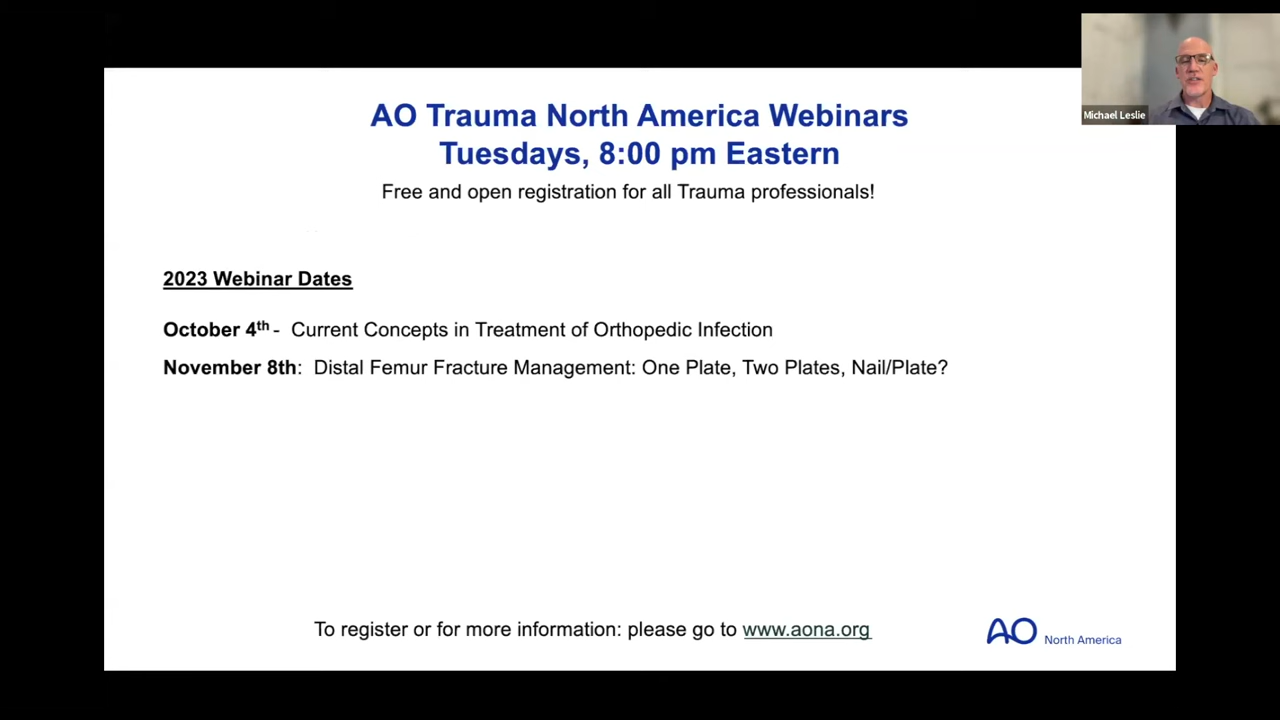 Michael Leslie
AO Trauma North America Webinars
Tuesdays, 8:00 pm Eastern
Free and open registration for all Trauma professionals!
2023 Webinar Dates
October 4th - Current Concepts in Treatment of Orthopedic Infection
November 8th: Distal Femur Fracture Management: One Plate, Two Plates, Nail/Plate?
To register or for more information: please go to www.aona.org
AO North America